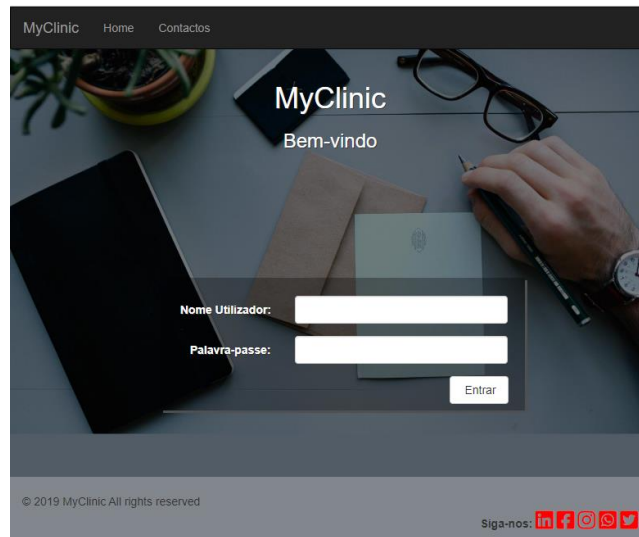 MyClinic Home Contactos
MyClinic
Bem-vindo
Nome Utilizador:
Palavra-passe:
Entrar
© 2019 MyClinic All rights reserved
Siga-nos: